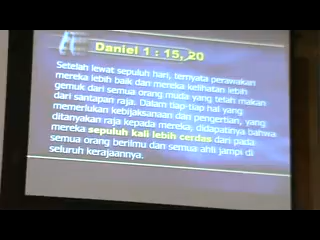 Daniel 1 : 15, 20
Setelah lewat sepuluh hari, ternyata perawakan
mereka lebih baik dan mereka kelihatan lebih
gemuk dari semua orang muda yang telah makan
dari santapan raja. Dalam tiap-tiap hal yang
memerlukan kebijaksanaan dan pengertian, yang
ditanyakan raja kepada mereka, didapatinya bahwa
mereka sepuluh kali lebih cerdas dari pada
semua orang berilmu dan semua ahli jampi di
seluruh kerajaannya.